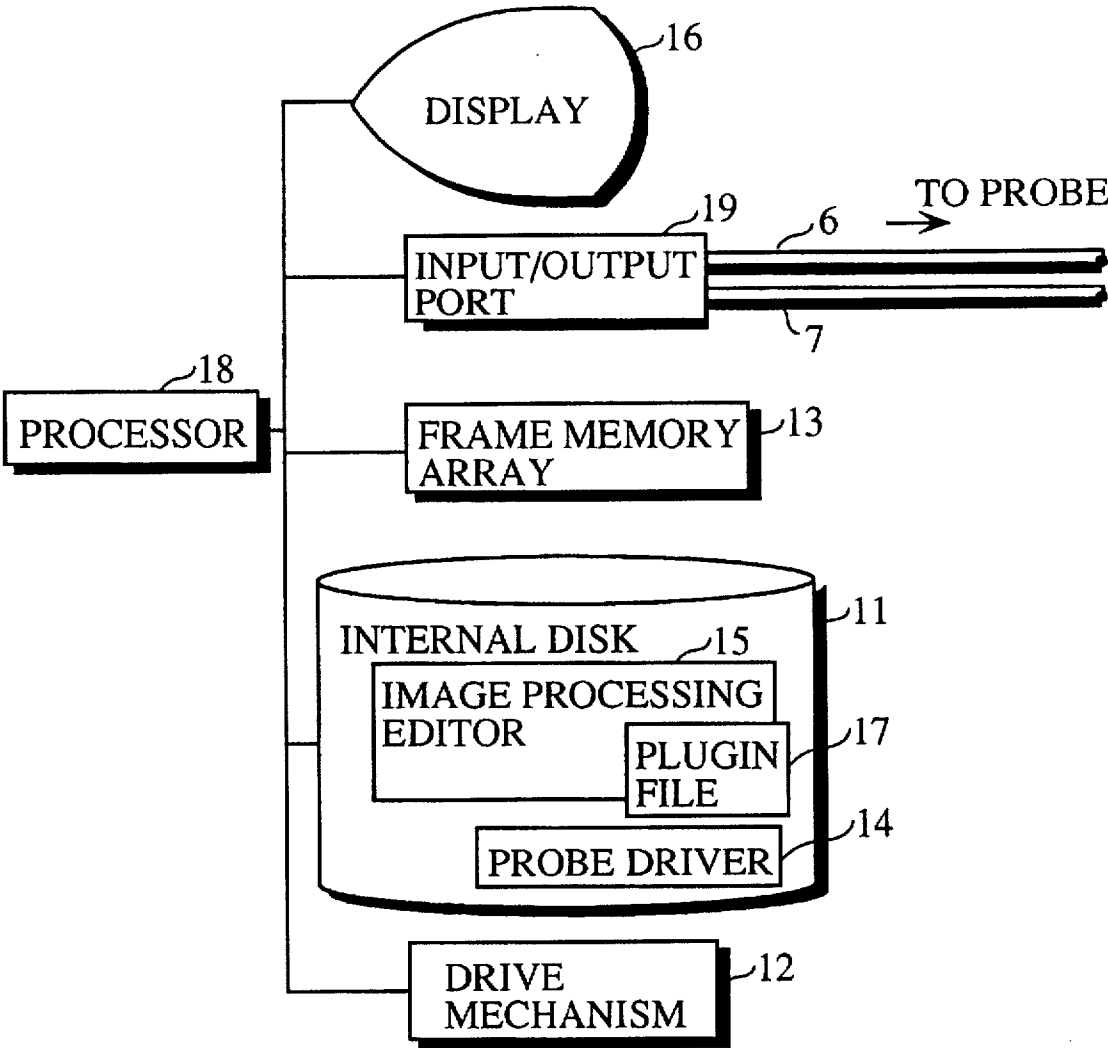 16
DISPLAY
TO PROBE
19
6
INPUT/OUTPUT
PORT
7
18
PROCESSOR
FRAME MEMORY
ARRAY
13
11
INTERNAL DISK
15
IMAGE PROCESSING
EDITOR
17
PLUGIN
FILE
14
PROBE DRIVER
DRIVE
MECHANISM
12